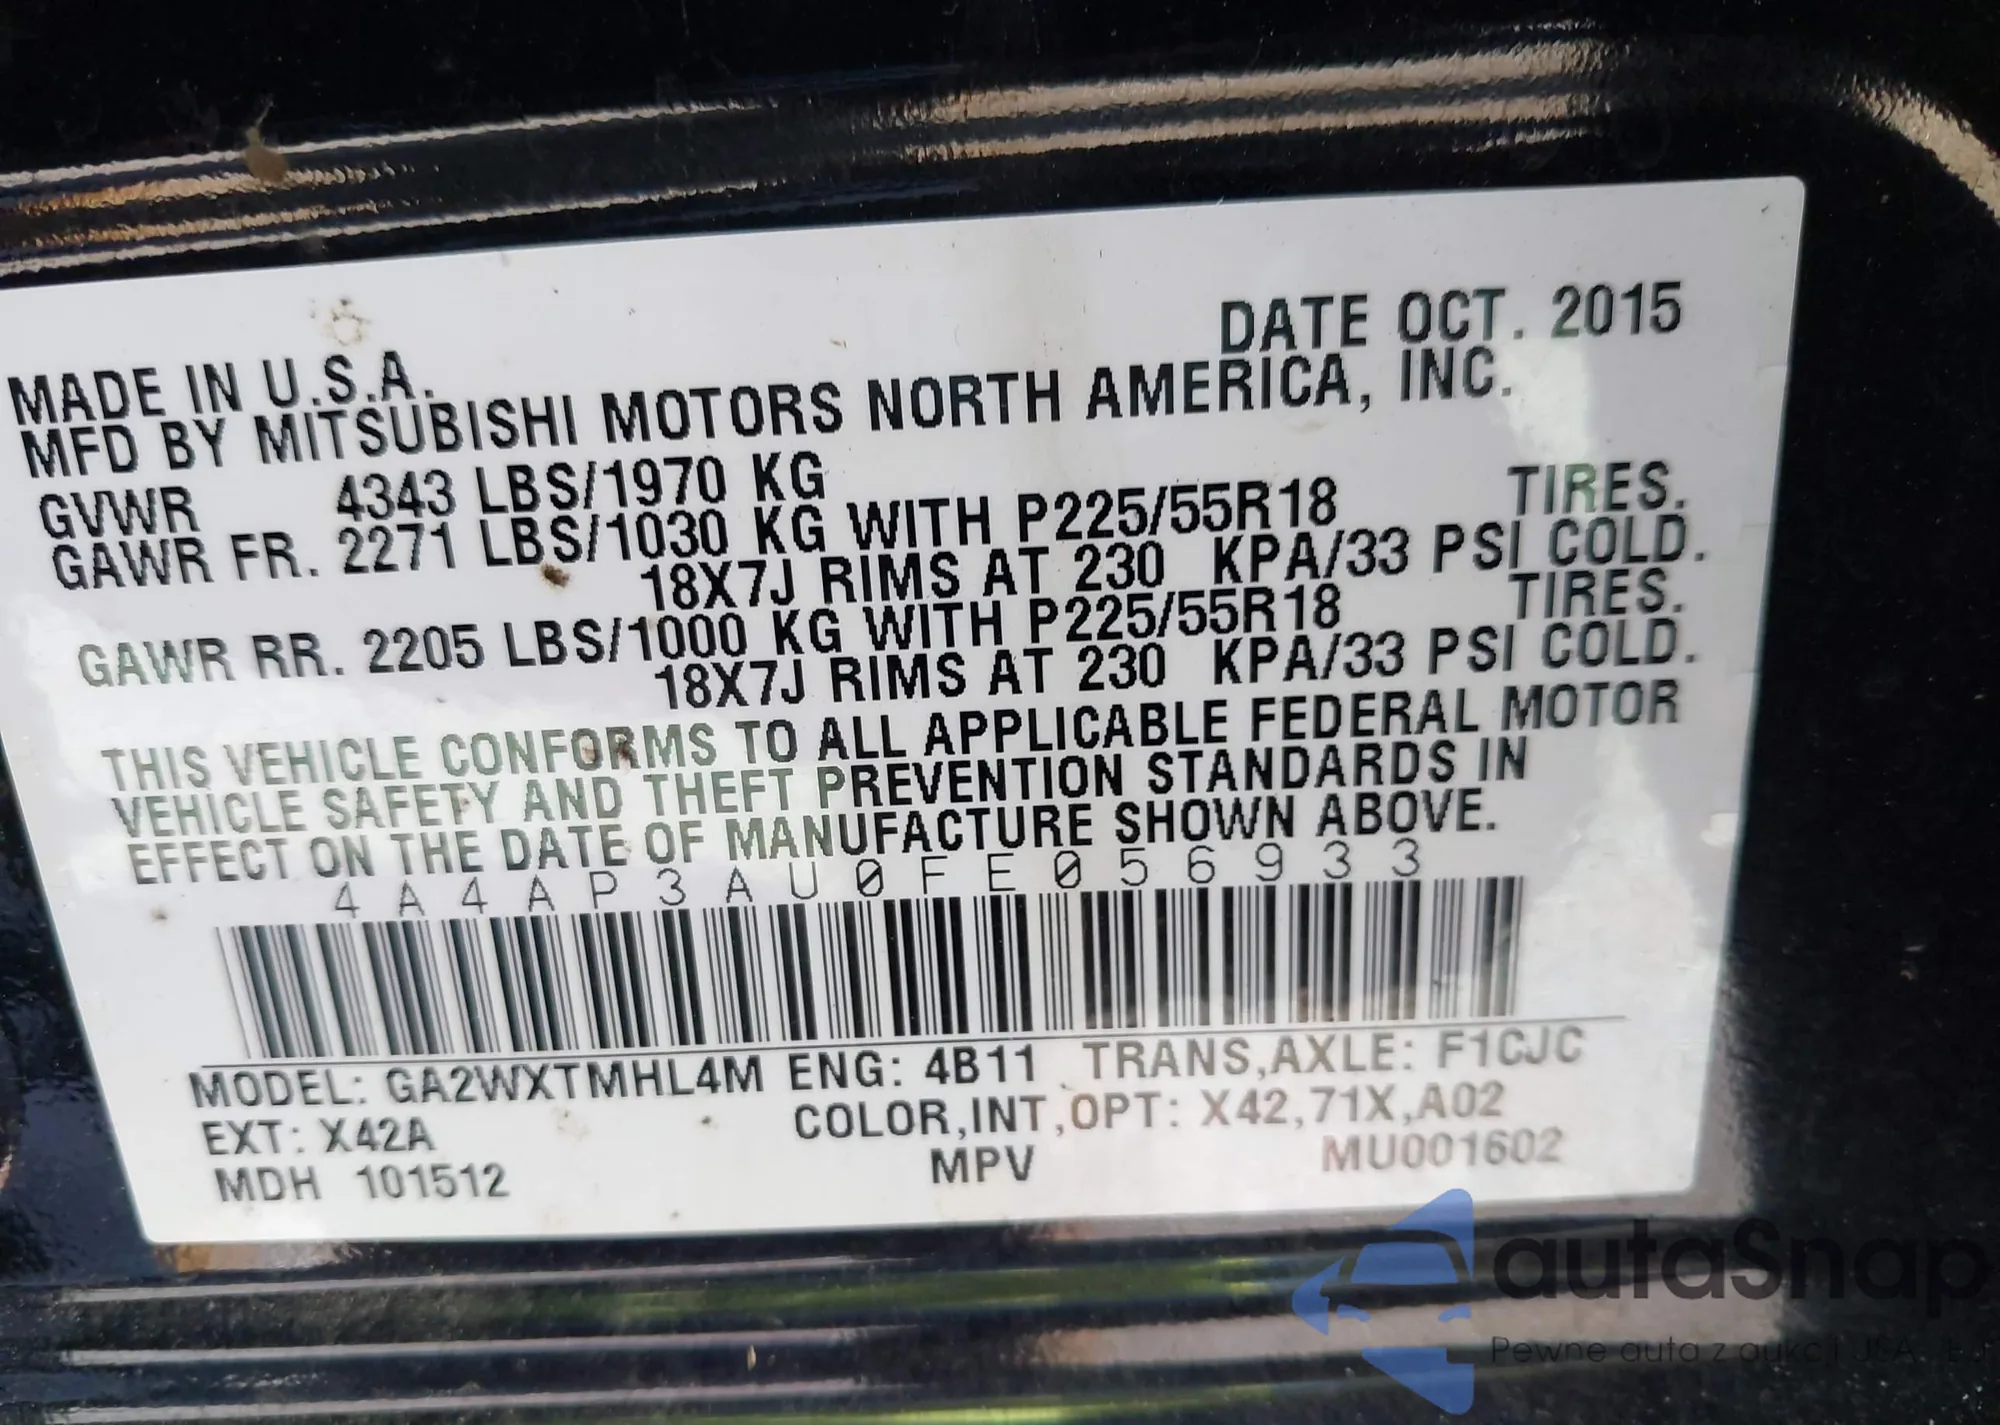 DATE OCT. 2015
MADE IN U.S.A.
MFD BY MITSUBISHI MOTORS NORTH AMERICA, INC.
GVWR 4343 LBS/1970 KG
GAWR FR. 2271 LBS/1030 KG WITH P225/55R18 TIRES.
18X7J RIMS AT 230 KPA/33 PSI COLD.
GAWR RR. 2205 LBS/1000 KG WITH P225/55R18 TIRES.
18X7J RIMS AT 230 KPA/33 PSI COLD.
THIS VEHICLE CONFORMS TO ALL APPLICABLE FEDERAL MOTOR
VEHICLE SAFETY AND THEFT PREVENTION STANDARDS IN
EFFECT ON THE DATE OF MANUFACTURE SHOWN ABOVE.
4A4AP3AU0FE056933
MODEL: GA2WXTMHL4M ENG: 4B11 TRANS,AXLE: F1CJC
EXT: X42A COLOR,INT,OPT: X42,71X,A02
MDH 101512 MPV MU001602
autaSnap
Pewne auta z aukcji